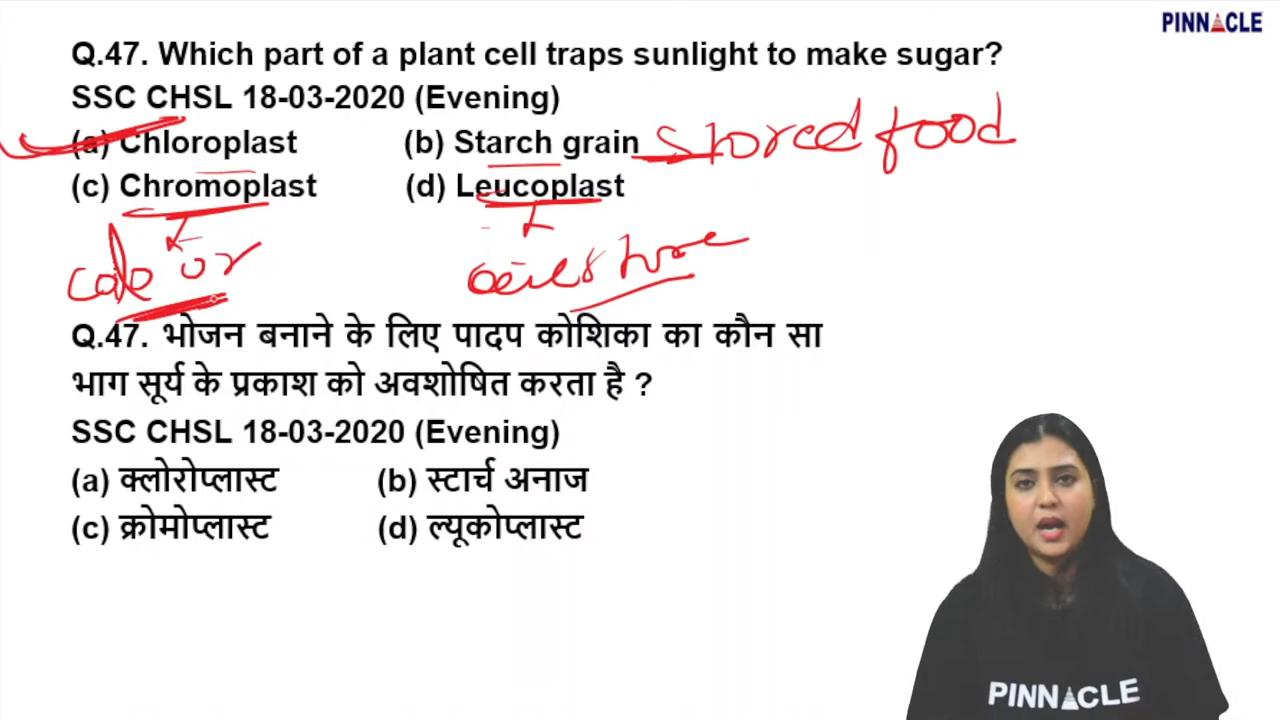 PINNACLE
Q.47. Which part of a plant cell traps sunlight to make sugar?
SSC CHSL 18-03-2020 (Evening)
(a) Chloroplast (b) Starch grain stored food
(c) Chromoplast (d) Leucoplast
Q.47. भोजन बनाने के लिए पादप कोशिका का कौन सा
भाग सूर्य के प्रकाश को अवशोषित करता है ?
SSC CHSL 18-03-2020 (Evening)
(a) क्लोरोप्लास्ट (b) स्टार्च अनाज
(c) क्रोमोप्लास्ट (d) ल्यूकोप्लास्ट
PINNACLE